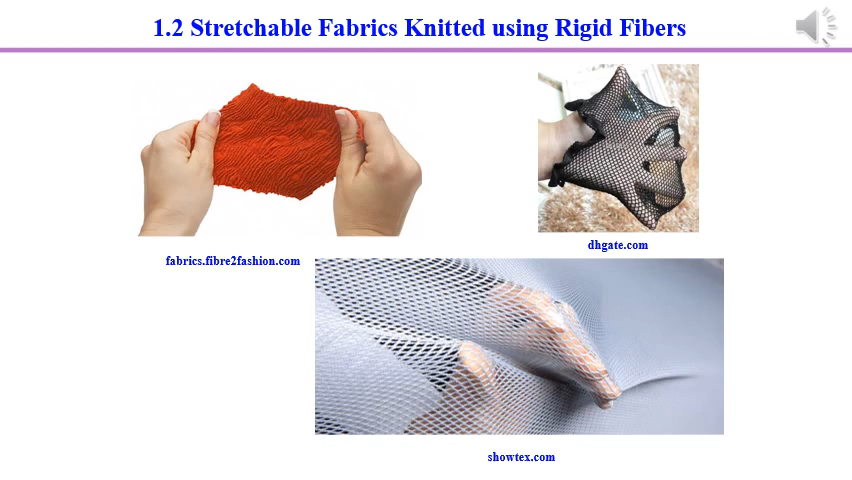 1.2 Stretchable Fabrics Knitted using Rigid Fibers
dhgate.com
fabrics.fibre2fashion.com
showtex.com